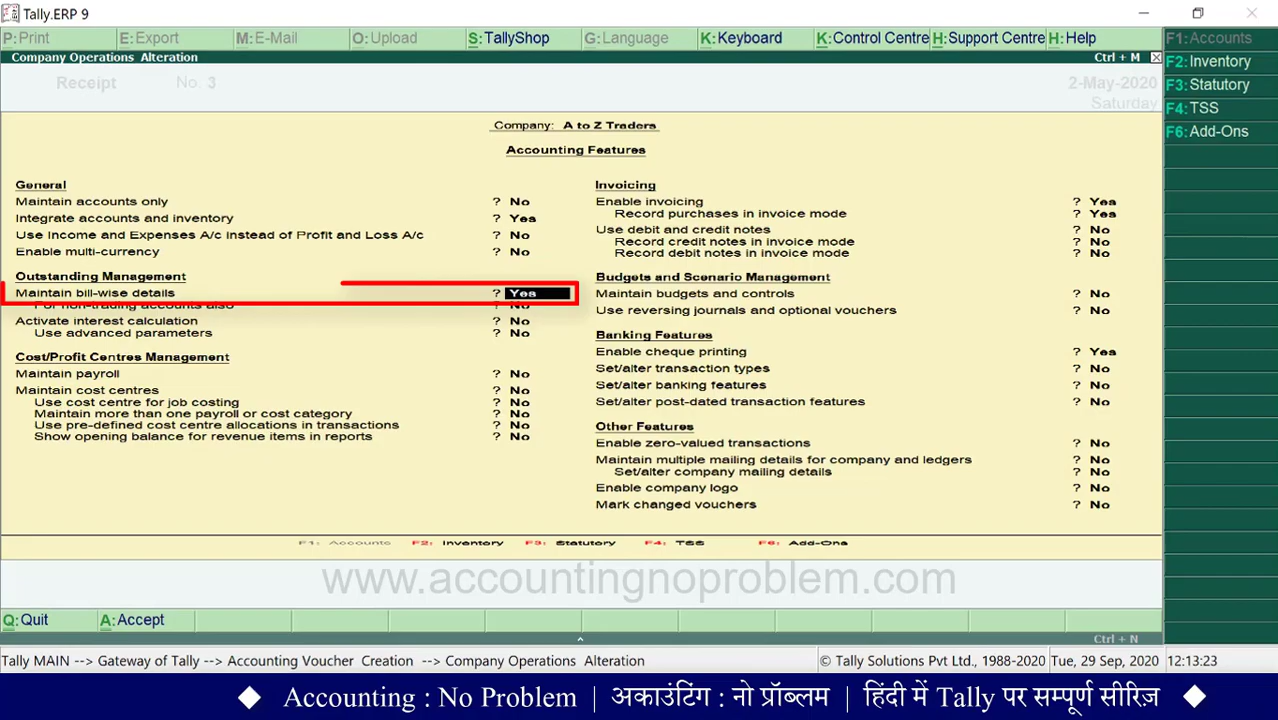 Tally.ERP 9
P: Print E: Export M: E-Mail O: Upload S: TallyShop G: Language K: Keyboard K: Control Centre H: Support Centre H: Help F1: Accounts
Company Operations Alteration Ctrl + M
F2: Inventory
Receipt No. 3 2-May-2020
F3: Statutory
Saturday
F4: TSS
Company: A to Z Traders
F6: Add-Ons
Accounting Features
General
Maintain accounts only ? No
Integrate accounts and inventory ? Yes
Use Income and Expenses A/c instead of Profit and Loss A/c ? No
Enable multi-currency ? No
Outstanding Management
Maintain bill-wise details ? Yes
For non-trading accounts also ? No
Activate interest calculation ? No
Use advanced parameters ? No
Cost/Profit Centres Management
Maintain payroll ? No
Maintain cost centres ? No
Use cost centre for job costing ? No
Maintain more than one payroll or cost category ? No
Use pre-defined cost centre allocations in transactions ? No
Show opening balance for revenue items in reports ? No
Invoicing
Enable invoicing ? Yes
Record purchases in invoice mode ? Yes
Use debit and credit notes ? No
Record credit notes in invoice mode ? No
Record debit notes in invoice mode ? No
Budgets and Scenario Management
Maintain budgets and controls ? No
Use reversing journals and optional vouchers ? No
Banking Features
Enable cheque printing ? Yes
Set/alter transaction types ? No
Set/alter banking features ? No
Set/alter post-dated transaction features ? No
Other Features
Enable zero-valued transactions ? No
Maintain multiple mailing details for company and ledgers ? No
Set/alter company mailing details ? No
Enable company logo ? No
Mark changed vouchers ? No
F1: Accounts F2: Inventory F3: Statutory F4: TSS F6: Add-Ons
www.accountingnoproblem.com
Q: Quit A: Accept
Ctrl + N
Tally MAIN --> Gateway of Tally --> Accounting Voucher Creation --> Company Operations Alteration © Tally Solutions Pvt Ltd., 1988-2020 Tue, 29 Sep, 2020 12:13:23
Accounting : No Problem | अकाउंटिंग : नो प्रॉब्लम | हिंदी में Tally पर सम्पूर्ण सीरिज़